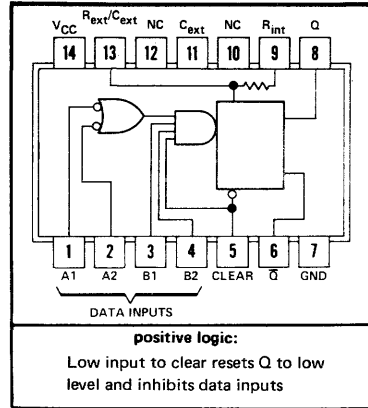 VCC Rext/Cext NC Cext NC Rint Q
14 13 12 11 10 9 8
1 2 3 4 5 6 7
A1 A2 B1 B2 CLEAR Q̅ GND
DATA INPUTS
positive logic:
Low input to clear resets Q to low
level and inhibits data inputs